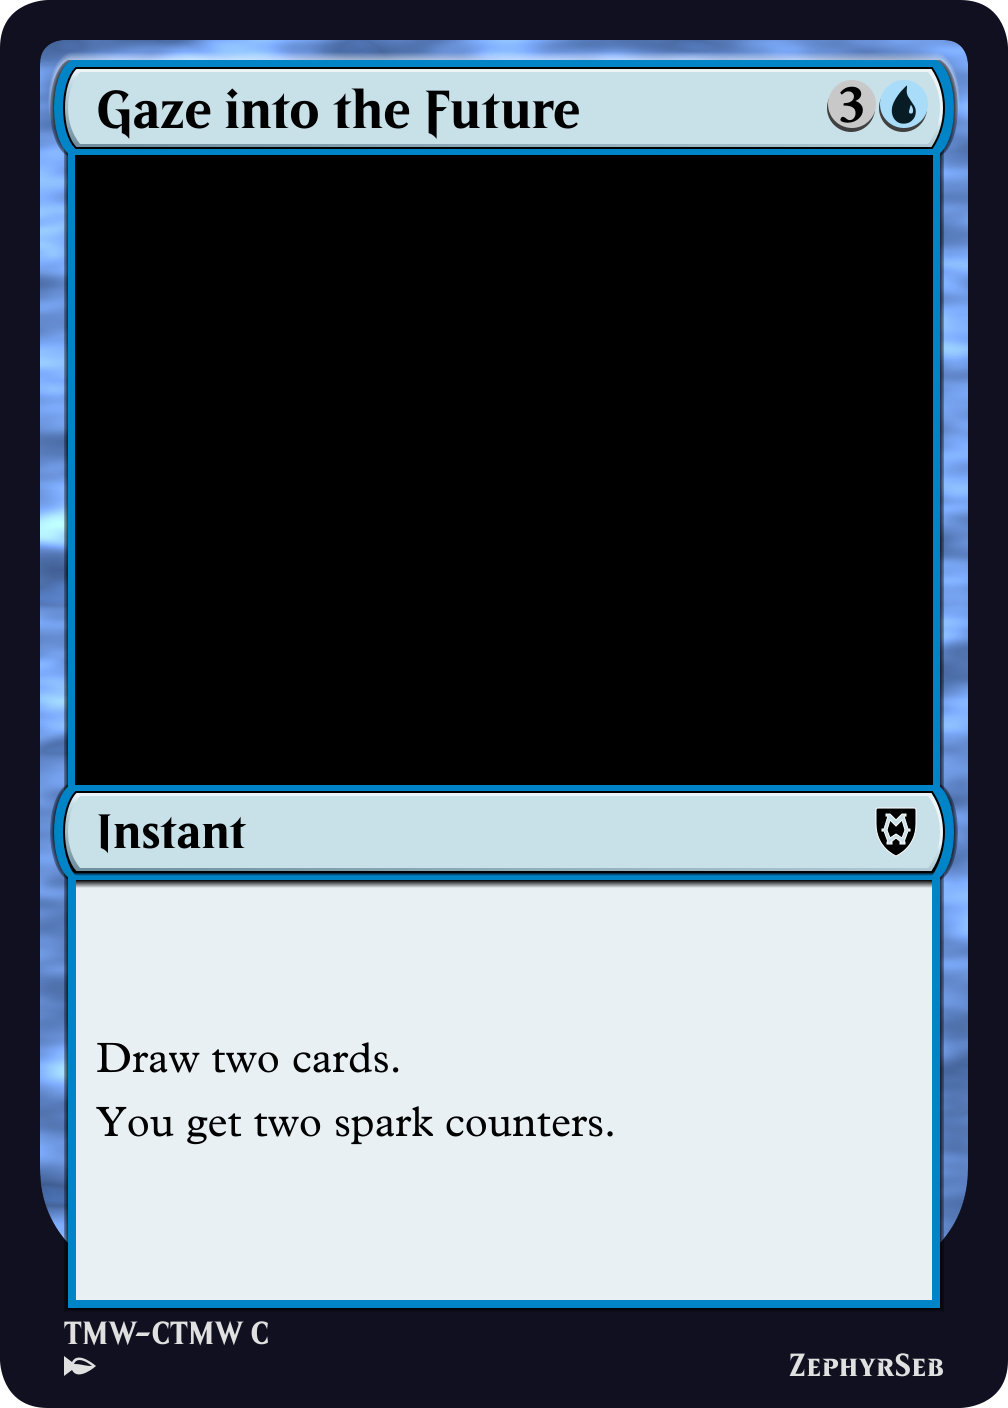 Gaze into the Future 3
Instant
Draw two cards.
You get two spark counters.
TMW-CTMW C
ZephyrSeb